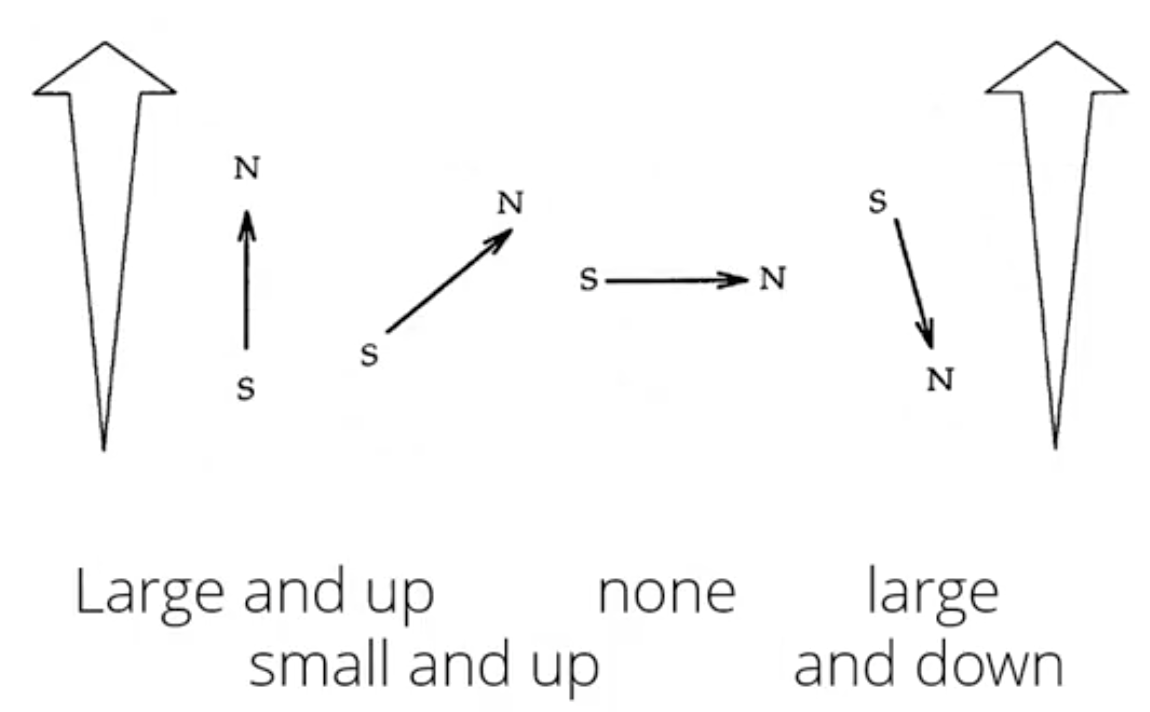 N
N
S
S
N
S
N
S
Large and up
none
large
small and up
and down